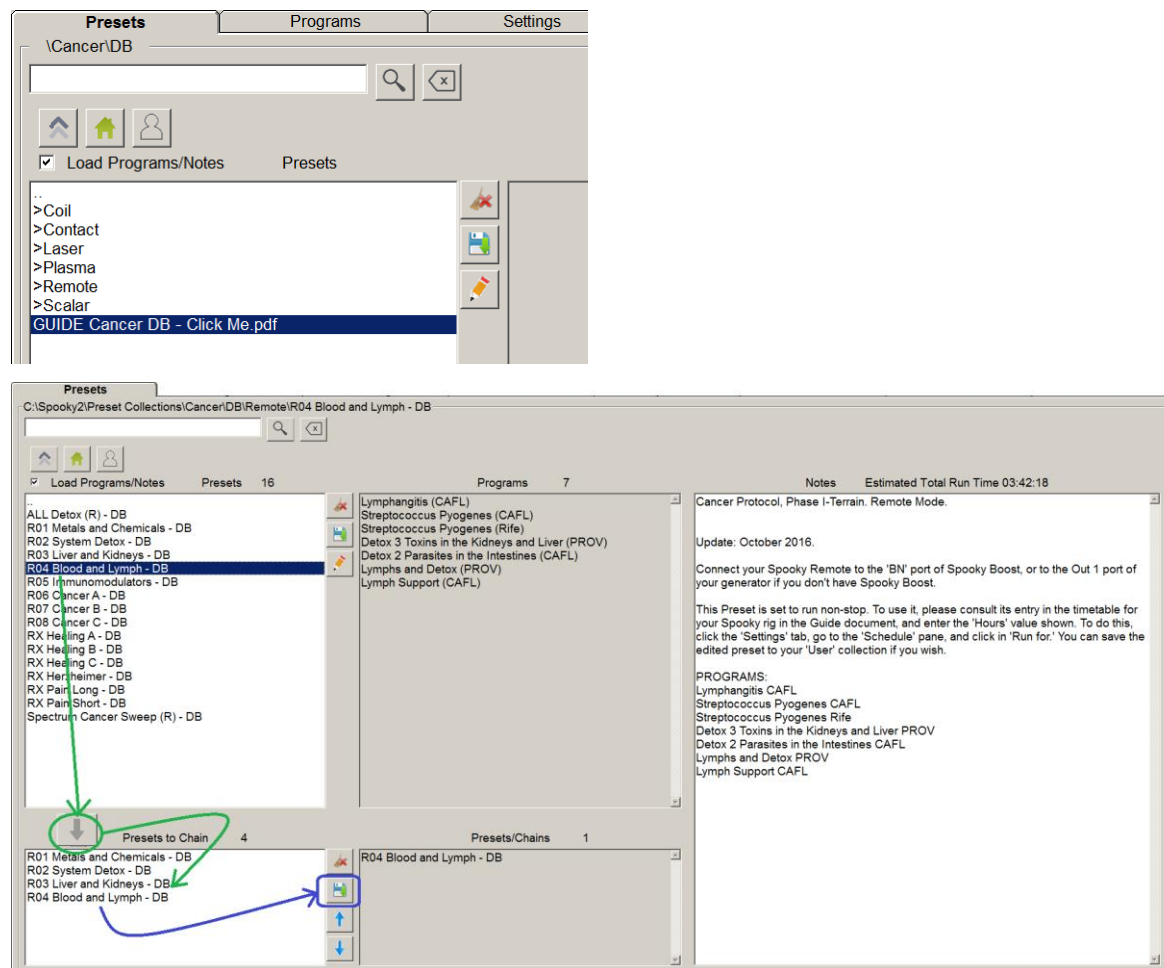 Presets
Programs
Settings
\Cancer\DB
Load Programs/Notes
Presets
..
>Coil
>Contact
>Laser
>Plasma
>Remote
>Scalar
GUIDE Cancer DB - Click Me.pdf
Presets
C:\Spooky2\Preset Collections\Cancer\DB\Remote\R04 Blood and Lymph - DB
Load Programs/Notes
Presets 16
..
ALL Detox (R) - DB
R01 Metals and Chemicals - DB
R02 System Detox - DB
R03 Liver and Kidneys - DB
R04 Blood and Lymph - DB
R05 Immunomodulators - DB
R06 Cancer A - DB
R07 Cancer B - DB
R08 Cancer C - DB
RX Healing A - DB
RX Healing B - DB
RX Healing C - DB
RX Herxheimer - DB
RX Pain Long - DB
RX Pain Short - DB
Spectrum Cancer Sweep (R) - DB
Programs 7
Lymphangitis (CAFL)
Streptococcus Pyogenes (CAFL)
Streptococcus Pyogenes (Rife)
Detox 3 Toxins in the Kidneys and Liver (PROV)
Detox 2 Parasites in the Intestines (CAFL)
Lymphs and Detox (PROV)
Lymph Support (CAFL)
Notes Estimated Total Run Time 03:42:18
Cancer Protocol, Phase I-Terrain. Remote Mode.
Update: October 2016.
Connect your Spooky Remote to the 'BN' port of Spooky Boost, or to the Out 1 port of
your generator if you don't have Spooky Boost.
This Preset is set to run non-stop. To use it, please consult its entry in the timetable for
your Spooky rig in the Guide document, and enter the 'Hours' value shown. To do this,
click the 'Settings' tab, go to the 'Schedule' pane, and click in 'Run for.' You can save the
edited preset to your 'User' collection if you wish.
PROGRAMS:
Lymphangitis CAFL
Streptococcus Pyogenes CAFL
Streptococcus Pyogenes Rife
Detox 3 Toxins in the Kidneys and Liver PROV
Detox 2 Parasites in the Intestines CAFL
Lymphs and Detox PROV
Lymph Support CAFL
Presets to Chain 4
R01 Metals and Chemicals - DB
R02 System Detox - DB
R03 Liver and Kidneys - DB
R04 Blood and Lymph - DB
Presets/Chains 1
R04 Blood and Lymph - DB